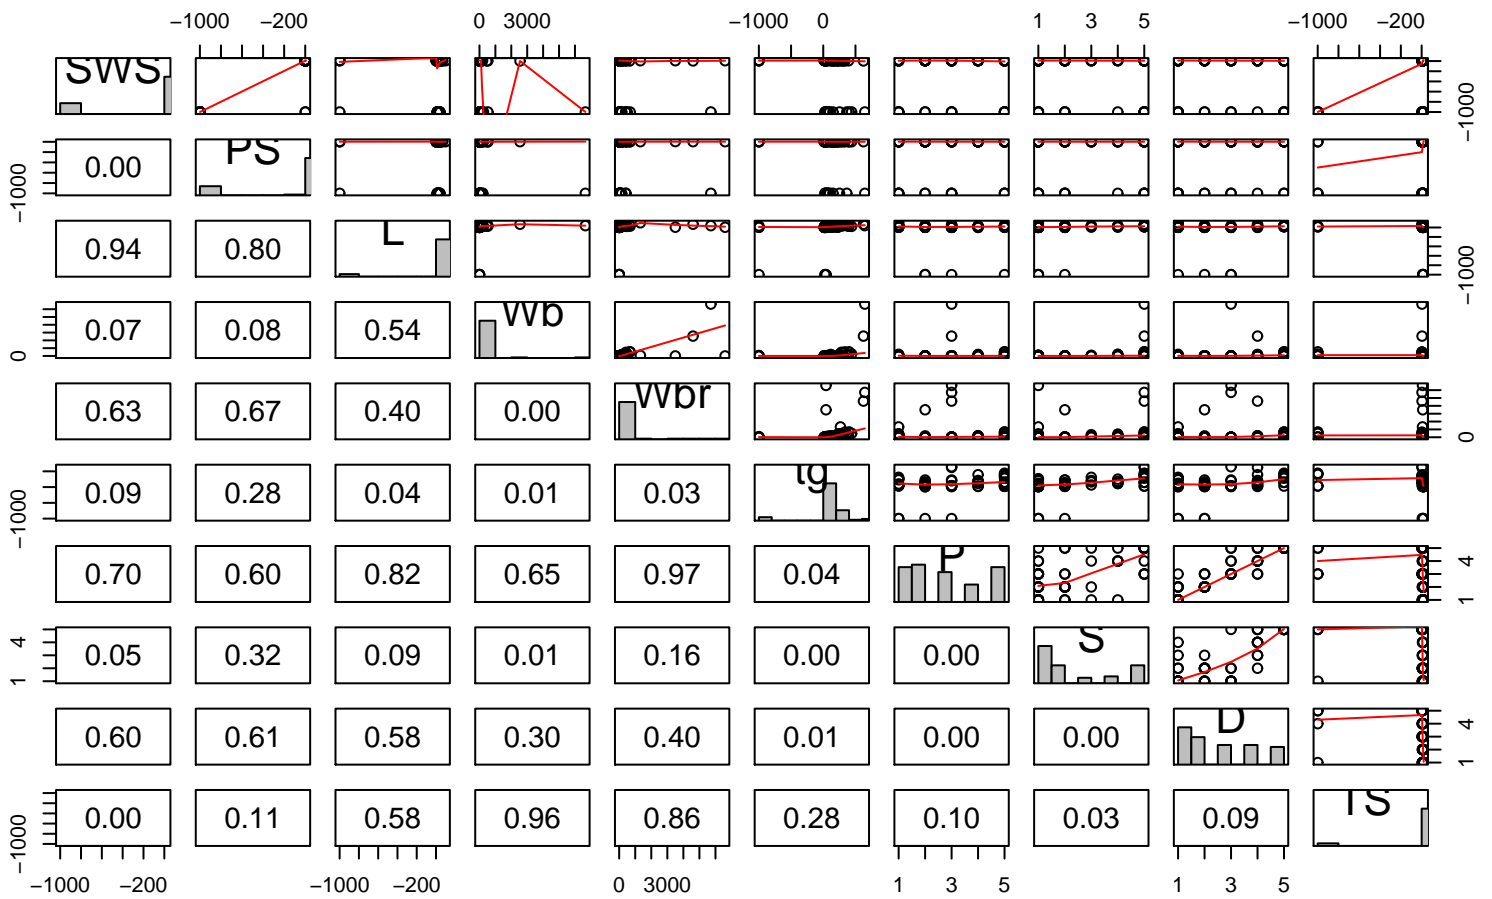 −1000 −200 0 3000 −1000 0 1 3 5 −1000 −200
SWS −1000
−1000 0.00 PS
0.94 0.80 L −1000
0 0.07 0.08 0.54 Wb
0.63 0.67 0.40 0.00 Wbr 0
−1000 0.09 0.28 0.04 0.01 0.03 tg
0.70 0.60 0.82 0.65 0.97 0.04 P 1 4
1 4 0.05 0.32 0.09 0.01 0.16 0.00 0.00 S
0.60 0.61 0.58 0.30 0.40 0.01 0.00 0.00 D 1 4
−1000 0.00 0.11 0.58 0.96 0.86 0.28 0.10 0.03 0.09 TS
−1000 −200 −1000 −200 0 3000 1 3 5 1 3 5